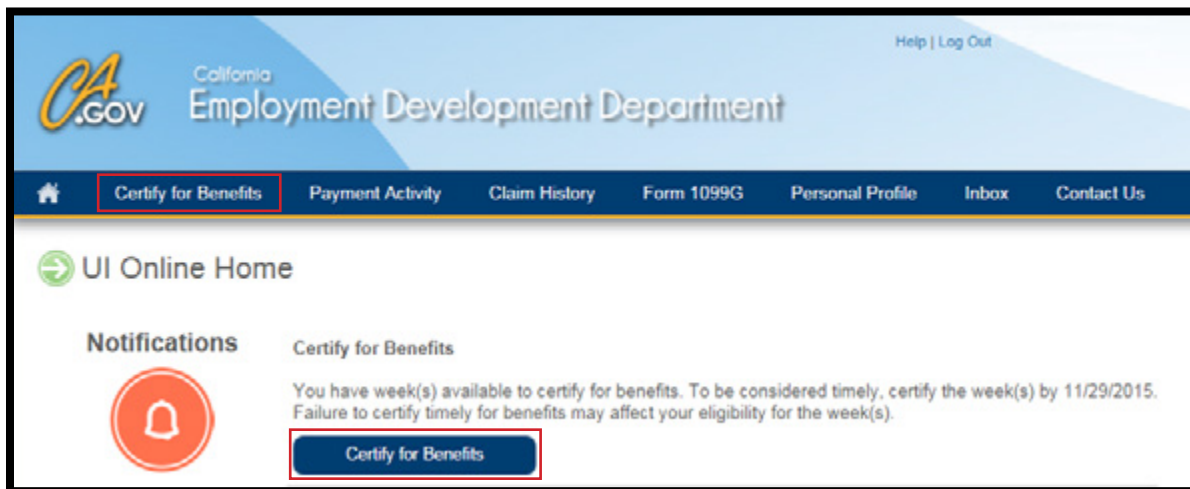 Help | Log Out
CA.GOV
California
Employment Development Department
Certify for Benefits Payment Activity Claim History Form 1099G Personal Profile Inbox Contact Us
UI Online Home
Notifications
Certify for Benefits
You have week(s) available to certify for benefits. To be considered timely, certify the week(s) by 11/29/2015.
Failure to certify timely for benefits may affect your eligibility for the week(s).
Certify for Benefits